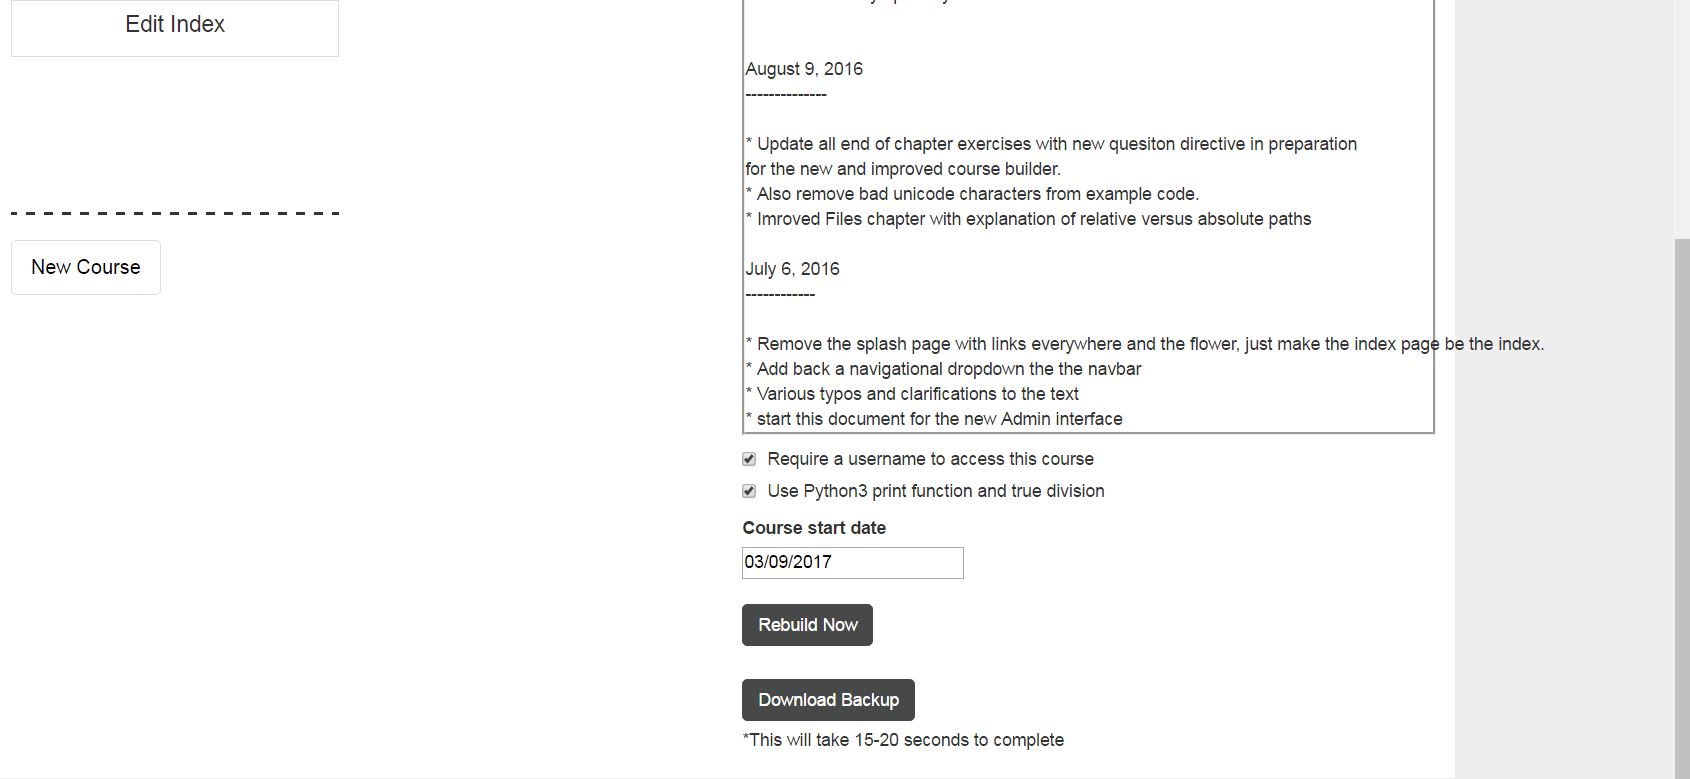 Edit Index
New Course
August 9, 2016
--------------
* Update all end of chapter exercises with new quesiton directive in preparation
for the new and improved course builder.
* Also remove bad unicode characters from example code.
* Imroved Files chapter with explanation of relative versus absolute paths
July 6, 2016
------------
* Remove the splash page with links everywhere and the flower, just make the index page be the index.
* Add back a navigational dropdown the the navbar
* Various typos and clarifications to the text
* start this document for the new Admin interface
Require a username to access this course
Use Python3 print function and true division
Course start date
03/09/2017
Rebuild Now
Download Backup
*This will take 15-20 seconds to complete